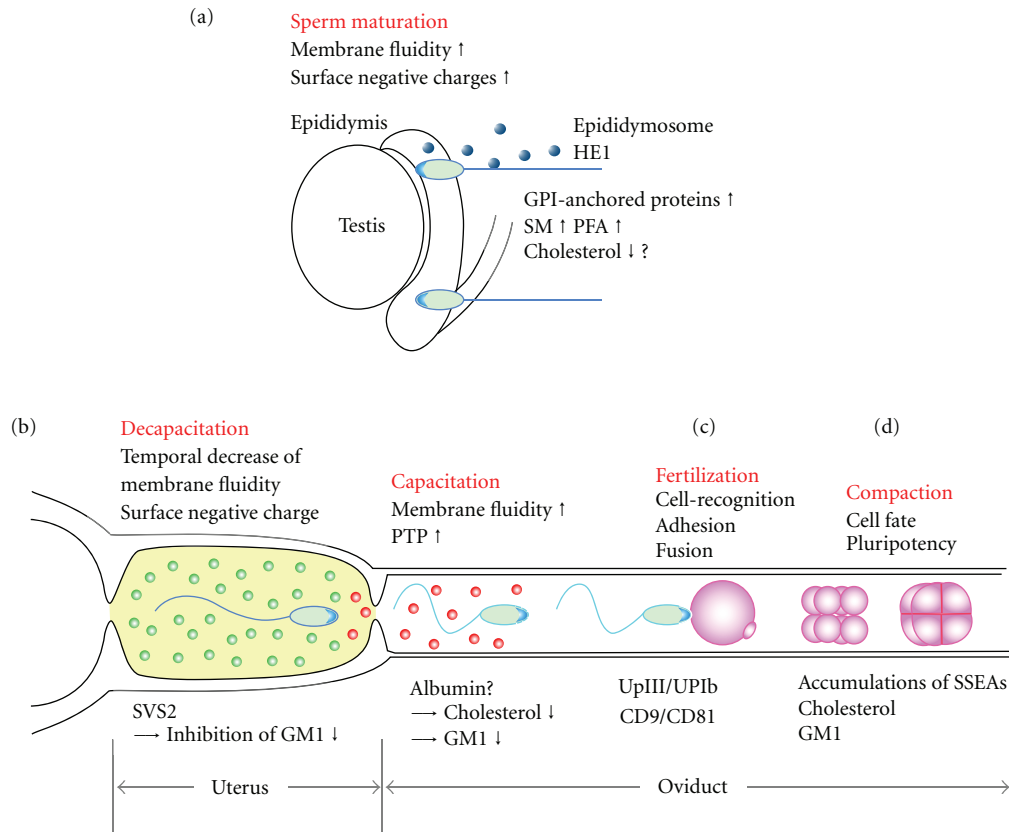 (a)
Sperm maturation
Membrane fluidity ↑
Surface negative charges ↑
Epididymis
Epididymosome
HE1
Testis
GPI-anchored proteins ↑
SM ↑ PFA ↑
Cholesterol ↓ ?
(b)
Decapacitation
Temporal decrease of
membrane fluidity
Surface negative charge
Capacitation
Membrane fluidity ↑
PTP ↑
(c)
Fertilization
Cell-recognition
Adhesion
Fusion
(d)
Compaction
Cell fate
Pluripotency
SVS2
→ Inhibition of GM1 ↓
Albumin?
→ Cholesterol ↓
→ GM1 ↓
UpIII/UPIb
CD9/CD81
Accumulations of SSEAs
Cholesterol
GM1
Uterus
Oviduct